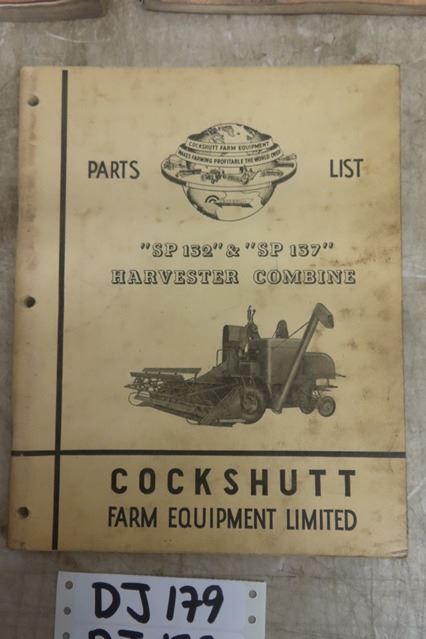 COCKSHUTT FARM EQUIPMENT
MAKES FARMING PROFITABLE THE WORLD OVER
PARTS LIST
"SP 132" & "SP 137"
HARVESTER COMBINE
COCKSHUTT
FARM EQUIPMENT LIMITED
DJ 179